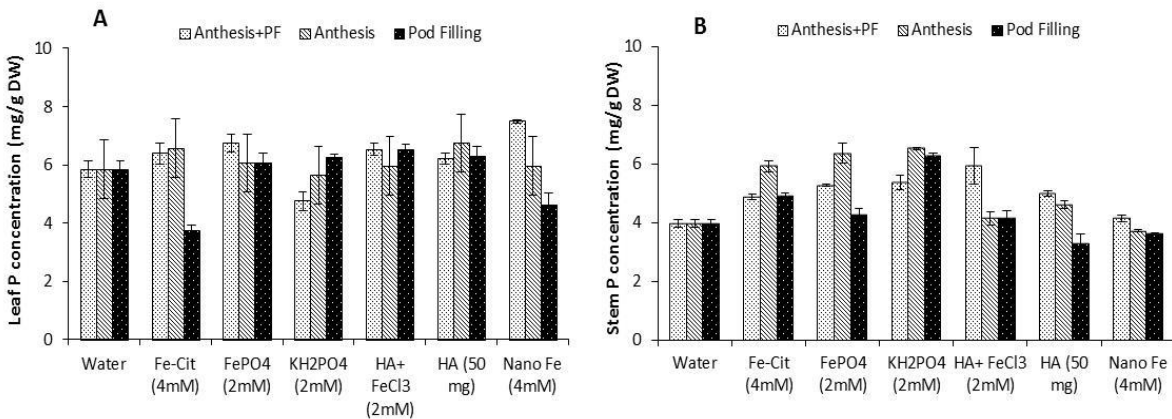 A
Anthesis+PF Anthesis Pod Filling
Leaf P concentration (mg/g DW)
10
8
6
4
2
0
Water Fe-Cit FePO4 KH2PO4 HA+ HA (50 Nano Fe
(4mM) (2mM) (2mM) FeCl3 mg) (4mM)
(2mM)
B
Anthesis+PF Anthesis Pod Filling
Stem P concentration (mg/g DW)
10
8
6
4
2
0
Water Fe-Cit FePO4 KH2PO4 HA+ FeCl3 HA (50 Nano Fe
(4mM) (2mM) (2mM) (2mM) mg) (4mM)